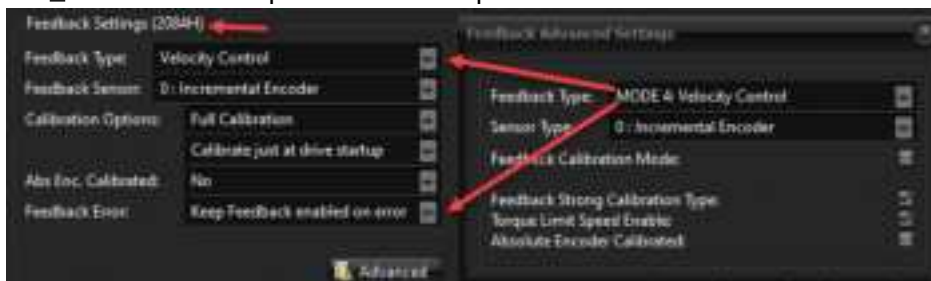 Feedback Settings (2084H)
Feedback Type: Velocity Control
Feedback Sensor: 0 : Incremental Encoder
Calibration Options: Full Calibration
Calibrate just at drive startup
Abs Enc. Calibrated: No
Feedback Error: Keep Feedback enabled on error
Advanced
Feedback Advanced Settings
Feedback Type: MODE 4: Velocity Control
Sensor Type: 0 : Incremental Encoder
Feedback Calibration Mode:
Feedback Strong Calibration Type:
Torque Limit Speed Enable:
Absolute Encoder Calibrated: